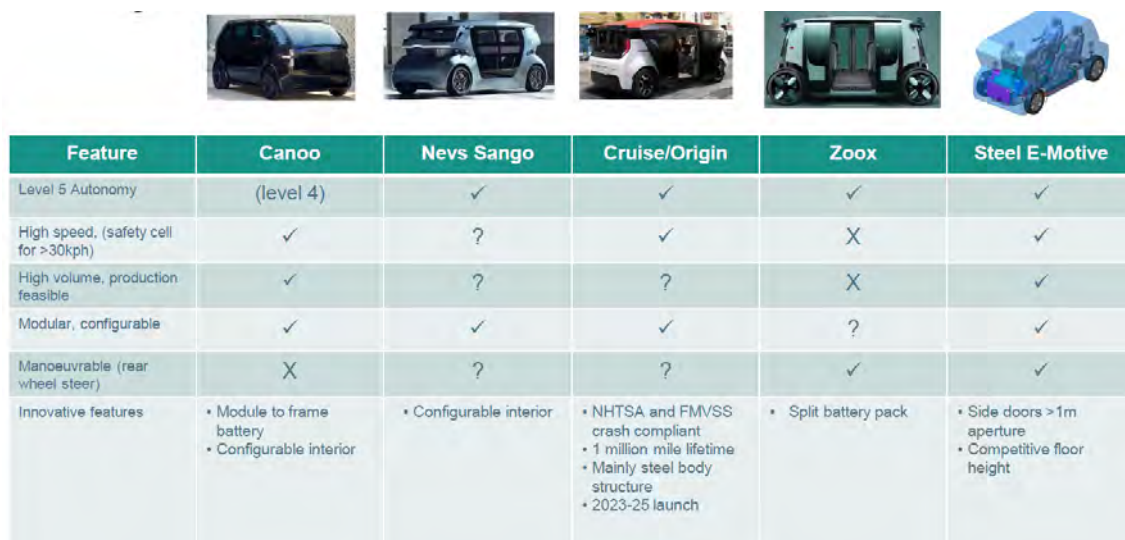 Feature Canoo Nevs Sango Cruise/Origin Zoox Steel E-Motive
Level 5 Autonomy (level 4) ✓ ✓ ✓ ✓
High speed, (safety cell
for >30kph) ✓ ? ✓ X ✓
High volume, production
feasible ✓ ? ? X ✓
Modular, configurable ✓ ✓ ✓ ? ✓
Manoeuvrable (rear
wheel steer) X ? ? ✓ ✓
Innovative features
• Module to frame
battery
• Configurable interior
• Configurable interior
• NHTSA and FMVSS
crash compliant
• 1 million mile lifetime
• Mainly steel body
structure
• 2023-25 launch
• Split battery pack
• Side doors >1m
aperture
• Competitive floor
height